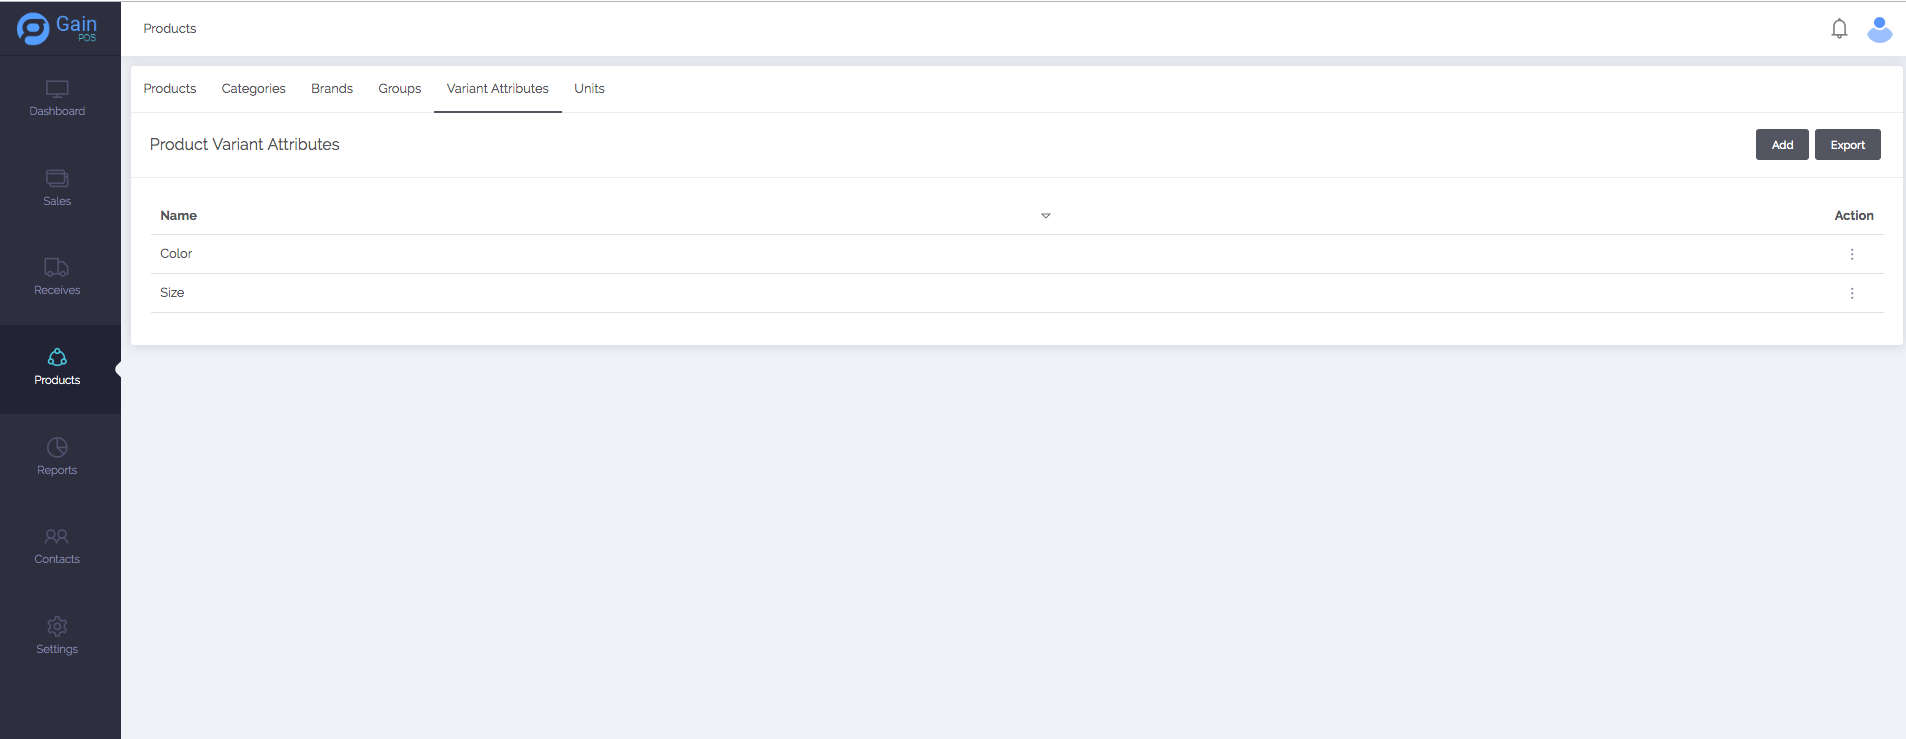 Gain
POS
Products
Dashboard
Sales
Receives
Products
Reports
Contacts
Settings
Products Categories Brands Groups Variant Attributes Units
Product Variant Attributes
Add Export
Name Action
Color
Size